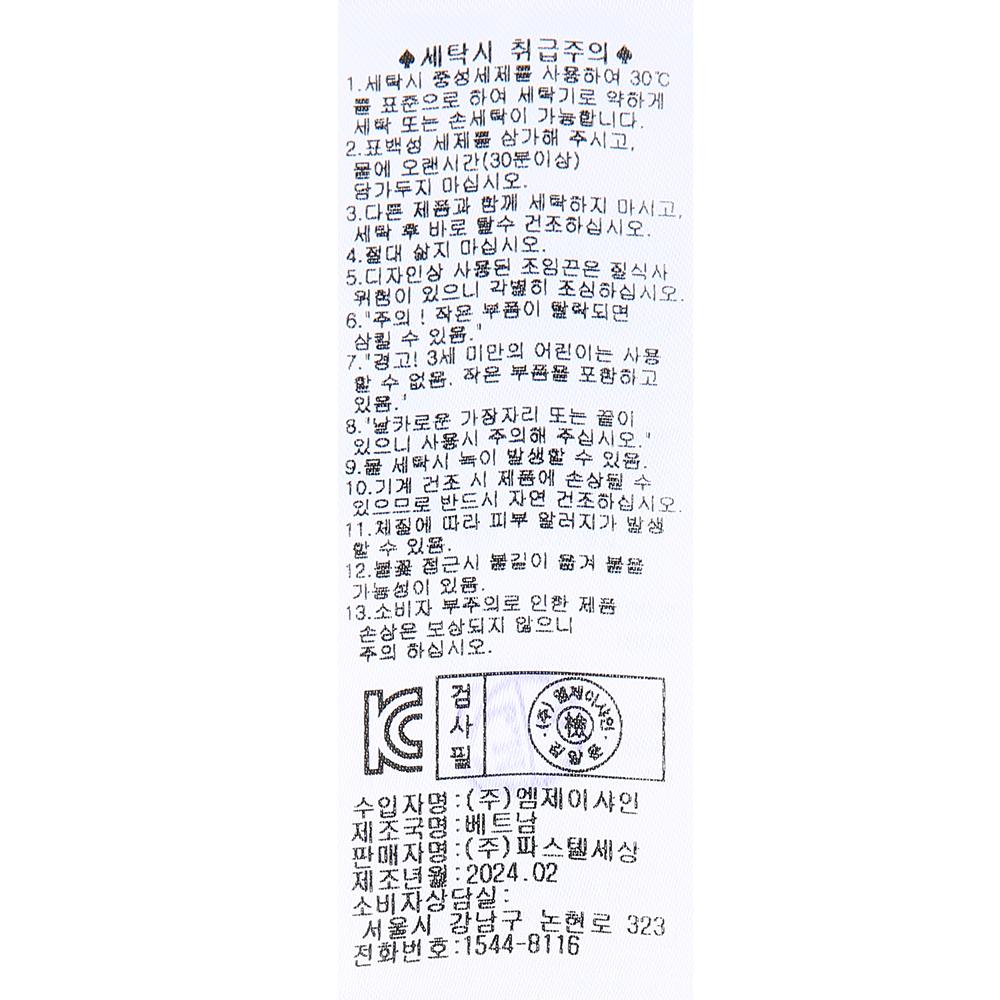 ♠세탁시 취급주의♠
1.세탁시 중성세제를 사용하여 30℃
를 표준으로 하여 세탁기로 약하게
세탁 또는 손세탁이 가능합니다.
2.표백성 세제를 삼가해 주시고,
물에 오랜시간(30분이상)
담가두지 마십시오.
3.다른 제품과 함께 세탁하지 마시고,
세탁 후 바로 탈수 건조하십시오.
4.절대 삶지 마십시오.
5.디자인상 사용된 조임끈은 질식사
위험이 있으니 각별히 조심하십시오.
6."주의! 작은 부품이 탈락되면
삼킬 수 있음."
7."경고! 3세 미만의 어린이는 사용
할 수 없음. 작은 부품을 포함하고
있음."
8."날카로운 가장자리 또는 끝이
있으니 사용시 주의해 주십시오."
9.물 세탁시 녹이 발생할 수 있음.
10.기계 건조 시 제품에 손상될 수
있으므로 반드시 자연 건조하십시오.
11.체질에 따라 피부 알러지가 발생
할 수 있음.
12.불꽃 접근시 불길이 옮겨 붙을
가능성이 있음.
13.소비자 부주의로 인한 제품
손상은 보상되지 않으니
주의 하십시오.
KC
검사필
(주)엠제이샤인
檢
수입자명:(주)엠제이샤인
제조국명:베트남
판매자명:(주)파스텔세상
제조년월:2024.02
소비자상담실:
서울시 강남구 논현로 323
전화번호:1544-8116